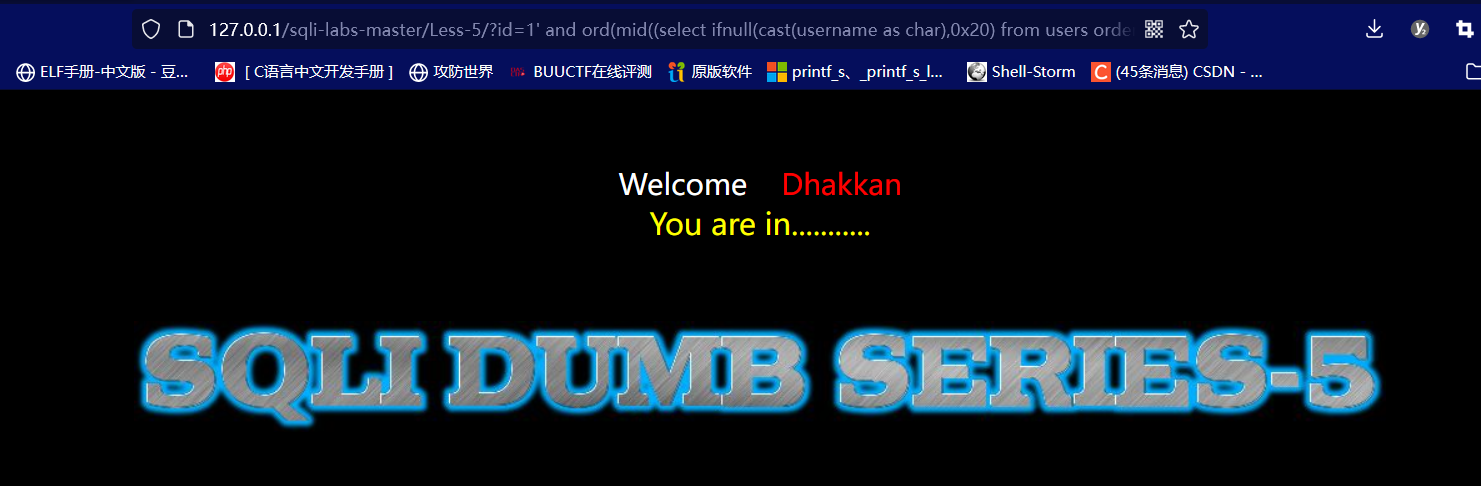 127.0.0.1/sqli-labs-master/Less-5/?id=1' and ord(mid((select ifnull(cast(username as char),0x20) from users orde
ELF手册-中文版 - 豆... php [ C语言中文开发手册 ] 攻防世界 BUUCTF在线评测 原版软件 printf_s、_printf_s_l... Shell-Storm C (45条消息) CSDN - ...
Welcome Dhakkan
You are in...........
SQLI DUMB SERIES-5